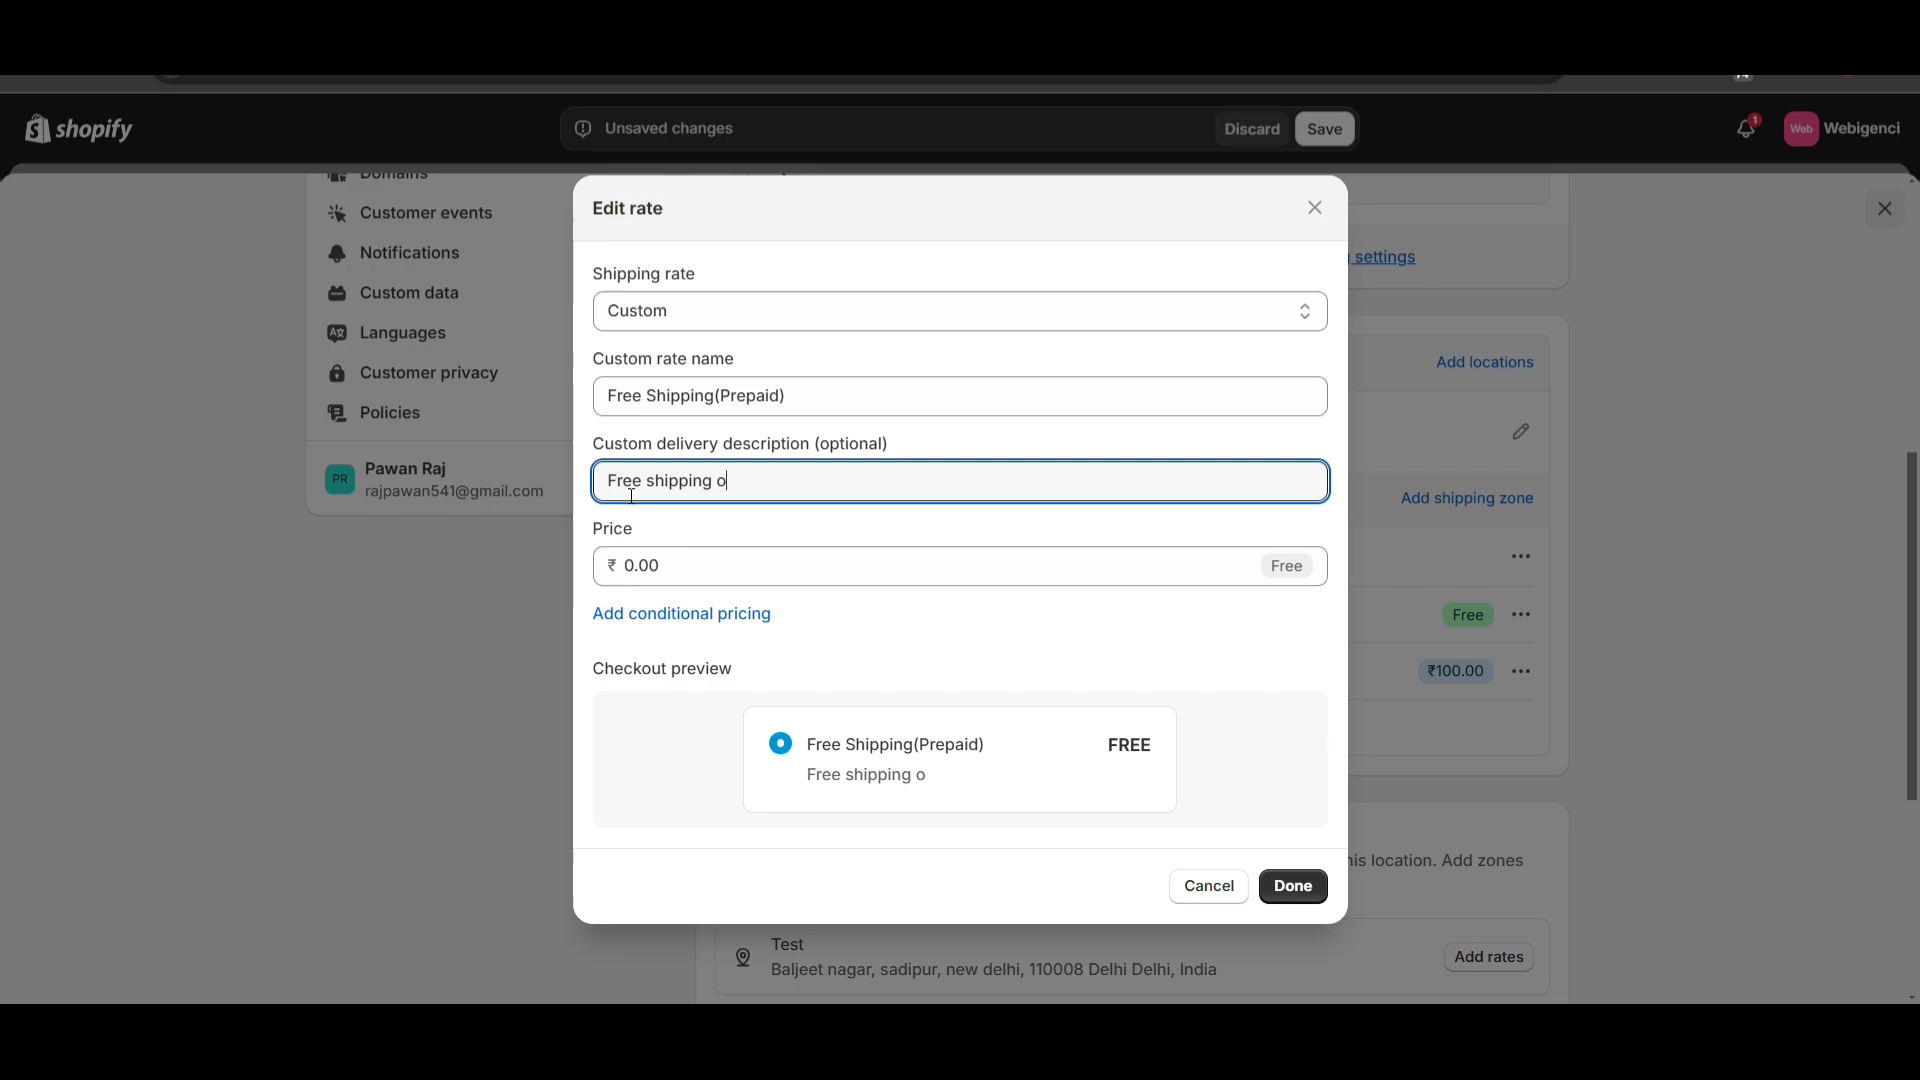 shopify
Unsaved changes
Discard
Save
1
Web
Webigenci
Domains
Customer events
Notifications
Custom data
Languages
Customer privacy
Policies
PR
Pawan Raj
rajpawan541@gmail.com
Edit rate
Shipping rate
Custom
Custom rate name
Free Shipping(Prepaid)
Custom delivery description (optional)
Free shipping o
Price
₹ 0.00
Free
Add conditional pricing
Checkout preview
Free Shipping(Prepaid)
FREE
Free shipping o
Cancel
Done
settings
Add locations
Add shipping zone
Free
₹100.00
his location. Add zones
Test
Baljeet nagar, sadipur, new delhi, 110008 Delhi Delhi, India
Add rates